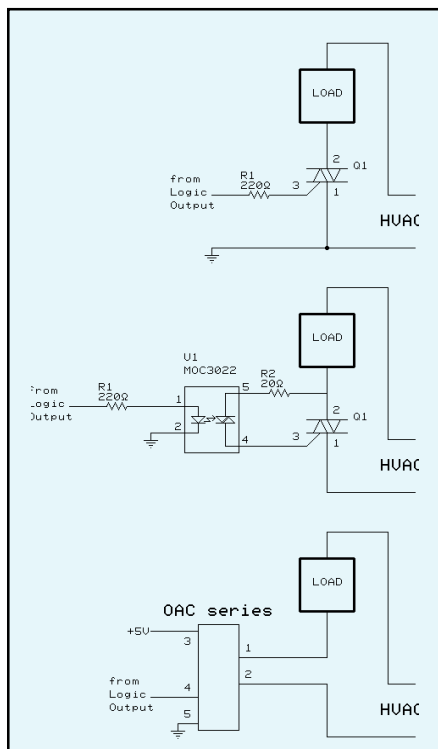 LOAD
2
Q1
from
Logic
Output
R1
220Ω
3
1
HVAC
LOAD
U1
MOC3022
R2
20Ω
from
Logic
Output
R1
220Ω
1
2
5
4
2
Q1
3
1
HVAC
LOAD
OAC series
+5V
3
1
2
from
Logic
Output
4
5
HVAC